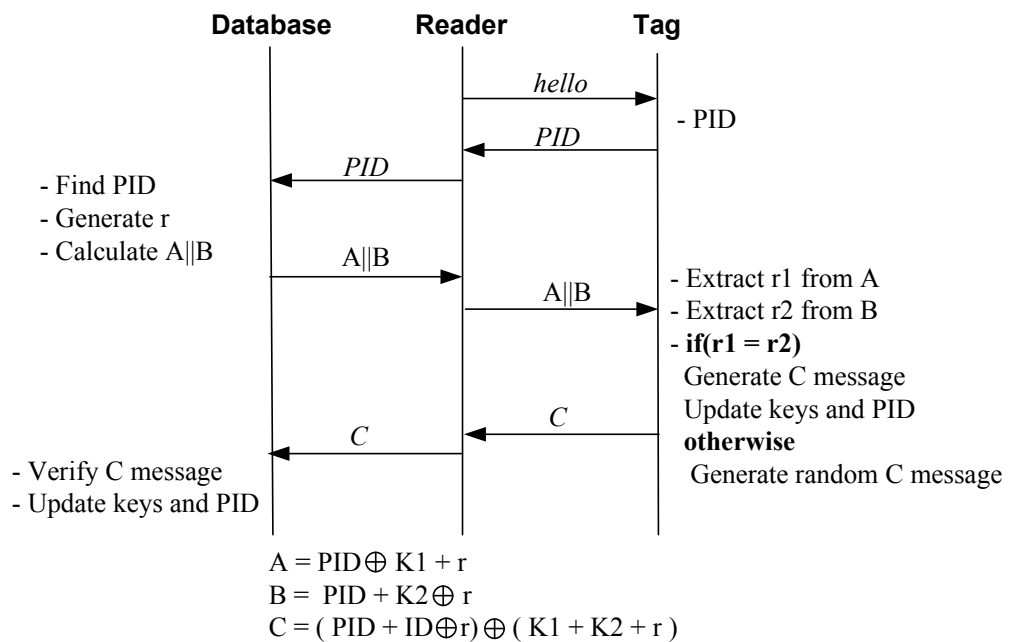 Database Reader Tag
hello
- PID
PID
PID
- Find PID
- Generate r
- Calculate A||B
A||B
A||B
- Extract r1 from A
- Extract r2 from B
- if(r1 = r2)
Generate C message
Update keys and PID
otherwise
Generate random C message
C
C
- Verify C message
- Update keys and PID
A = PID ⊕ K1 + r
B = PID + K2 ⊕ r
C = ( PID + ID ⊕ r ) ⊕ ( K1 + K2 + r )